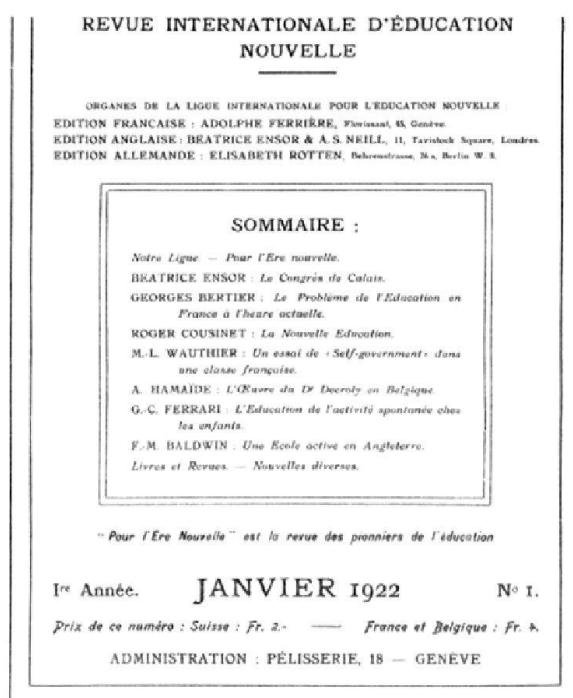 REVUE INTERNATIONALE D'ÉDUCATION
NOUVELLE
ORGANES DE LA LIGUE INTERNATIONALE POUR L'EDUCATION NOUVELLE :
EDITION FRANCAISE : ADOLPHE FERRIÈRE, Florissant, 45, Genève.
EDITION ANGLAISE : BEATRICE ENSOR & A. S. NEILL, 11, Tavistock Square, Londres.
EDITION ALLEMANDE : ELISABETH ROTTEN, Behrenstrasse, 26a, Berlin W. 8.
SOMMAIRE :
Notre Ligue. — Pour l'Ere nouvelle.
BEATRICE ENSOR : Le Congrès de Calais.
GEORGES BERTIER : Le Problème de l'Education en
France à l'heure actuelle.
ROGER COUSINET : La Nouvelle Education.
M.-L. WAUTHIER : Un essai de « Self-government » dans
une classe française.
A. HAMAÏDE : L'Œuvre du Dr Decroly en Belgique.
G.-C. FERRARI : L'Education de l'activité spontanée chez
les enfants.
F.-M. BALDWIN : Une Ecole active en Angleterre.
Livres et Revues. — Nouvelles diverses.
"Pour l'Ere Nouvelle" est la revue des pionniers de l'éducation
Ire Année. JANVIER 1922 No 1.
Prix de ce numéro : Suisse : Fr. 2.- — France et Belgique : Fr. 4.
ADMINISTRATION : PÉLISSERIE, 18 — GENÈVE